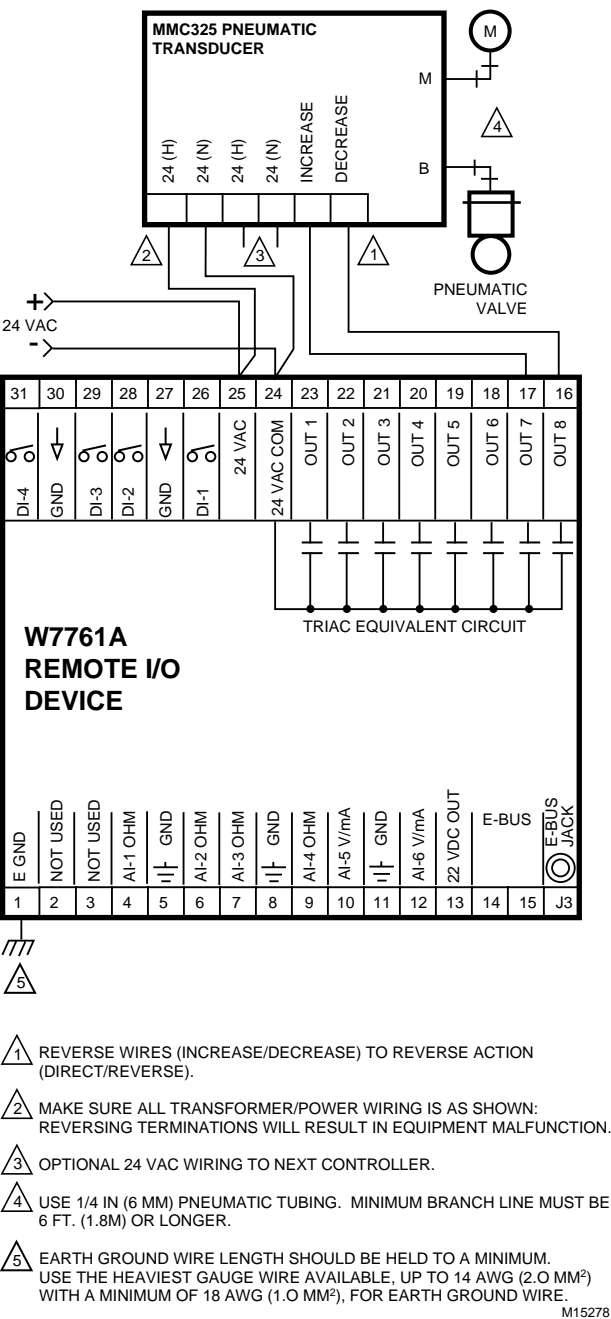 MMC325 PNEUMATIC
TRANSDUCER
M
M
24 (H)
24 (N)
24 (H)
24 (N)
INCREASE
DECREASE
B
4
2
3
1
PNEUMATIC
VALVE
+
24 VAC
-
31 30 29 28 27 26 25 24 23 22 21 20 19 18 17 16
DI-4
GND
DI-3
DI-2
GND
DI-1
24 VAC
24 VAC COM
OUT 1
OUT 2
OUT 3
OUT 4
OUT 5
OUT 6
OUT 7
OUT 8
TRIAC EQUIVALENT CIRCUIT
W7761A
REMOTE I/O
DEVICE
E GND
NOT USED
NOT USED
AI-1 OHM
GND
AI-2 OHM
AI-3 OHM
GND
AI-4 OHM
AI-5 V/mA
GND
AI-6 V/mA
22 VDC OUT
E-BUS
E-BUS
JACK
1 2 3 4 5 6 7 8 9 10 11 12 13 14 15 J3
5
1 REVERSE WIRES (INCREASE/DECREASE) TO REVERSE ACTION
(DIRECT/REVERSE).
2 MAKE SURE ALL TRANSFORMER/POWER WIRING IS AS SHOWN:
REVERSING TERMINATIONS WILL RESULT IN EQUIPMENT MALFUNCTION.
3 OPTIONAL 24 VAC WIRING TO NEXT CONTROLLER.
4 USE 1/4 IN (6 MM) PNEUMATIC TUBING. MINIMUM BRANCH LINE MUST BE
6 FT. (1.8M) OR LONGER.
5 EARTH GROUND WIRE LENGTH SHOULD BE HELD TO A MINIMUM.
USE THE HEAVIEST GAUGE WIRE AVAILABLE, UP TO 14 AWG (2.O MM²)
WITH A MINIMUM OF 18 AWG (1.O MM²), FOR EARTH GROUND WIRE.
M15278